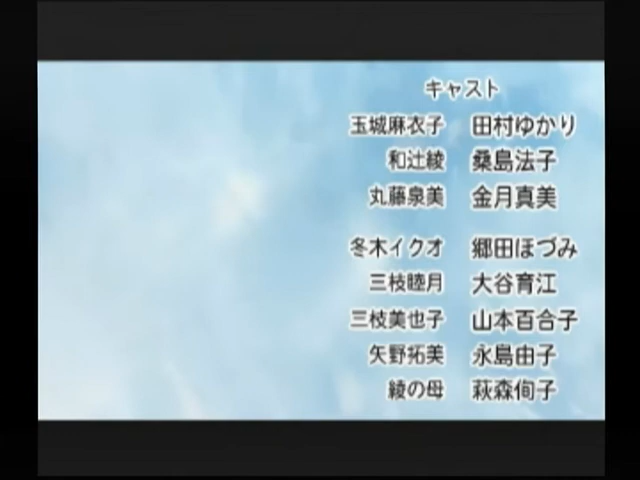 キャスト
玉城麻衣子 田村ゆかり
和辻綾 桑島法子
丸藤泉美 金月真美
冬木イクオ 郷田ほづみ
三枝睦月 大谷育江
三枝美也子 山本百合子
矢野拓美 永島由子
綾の母 萩森侚子